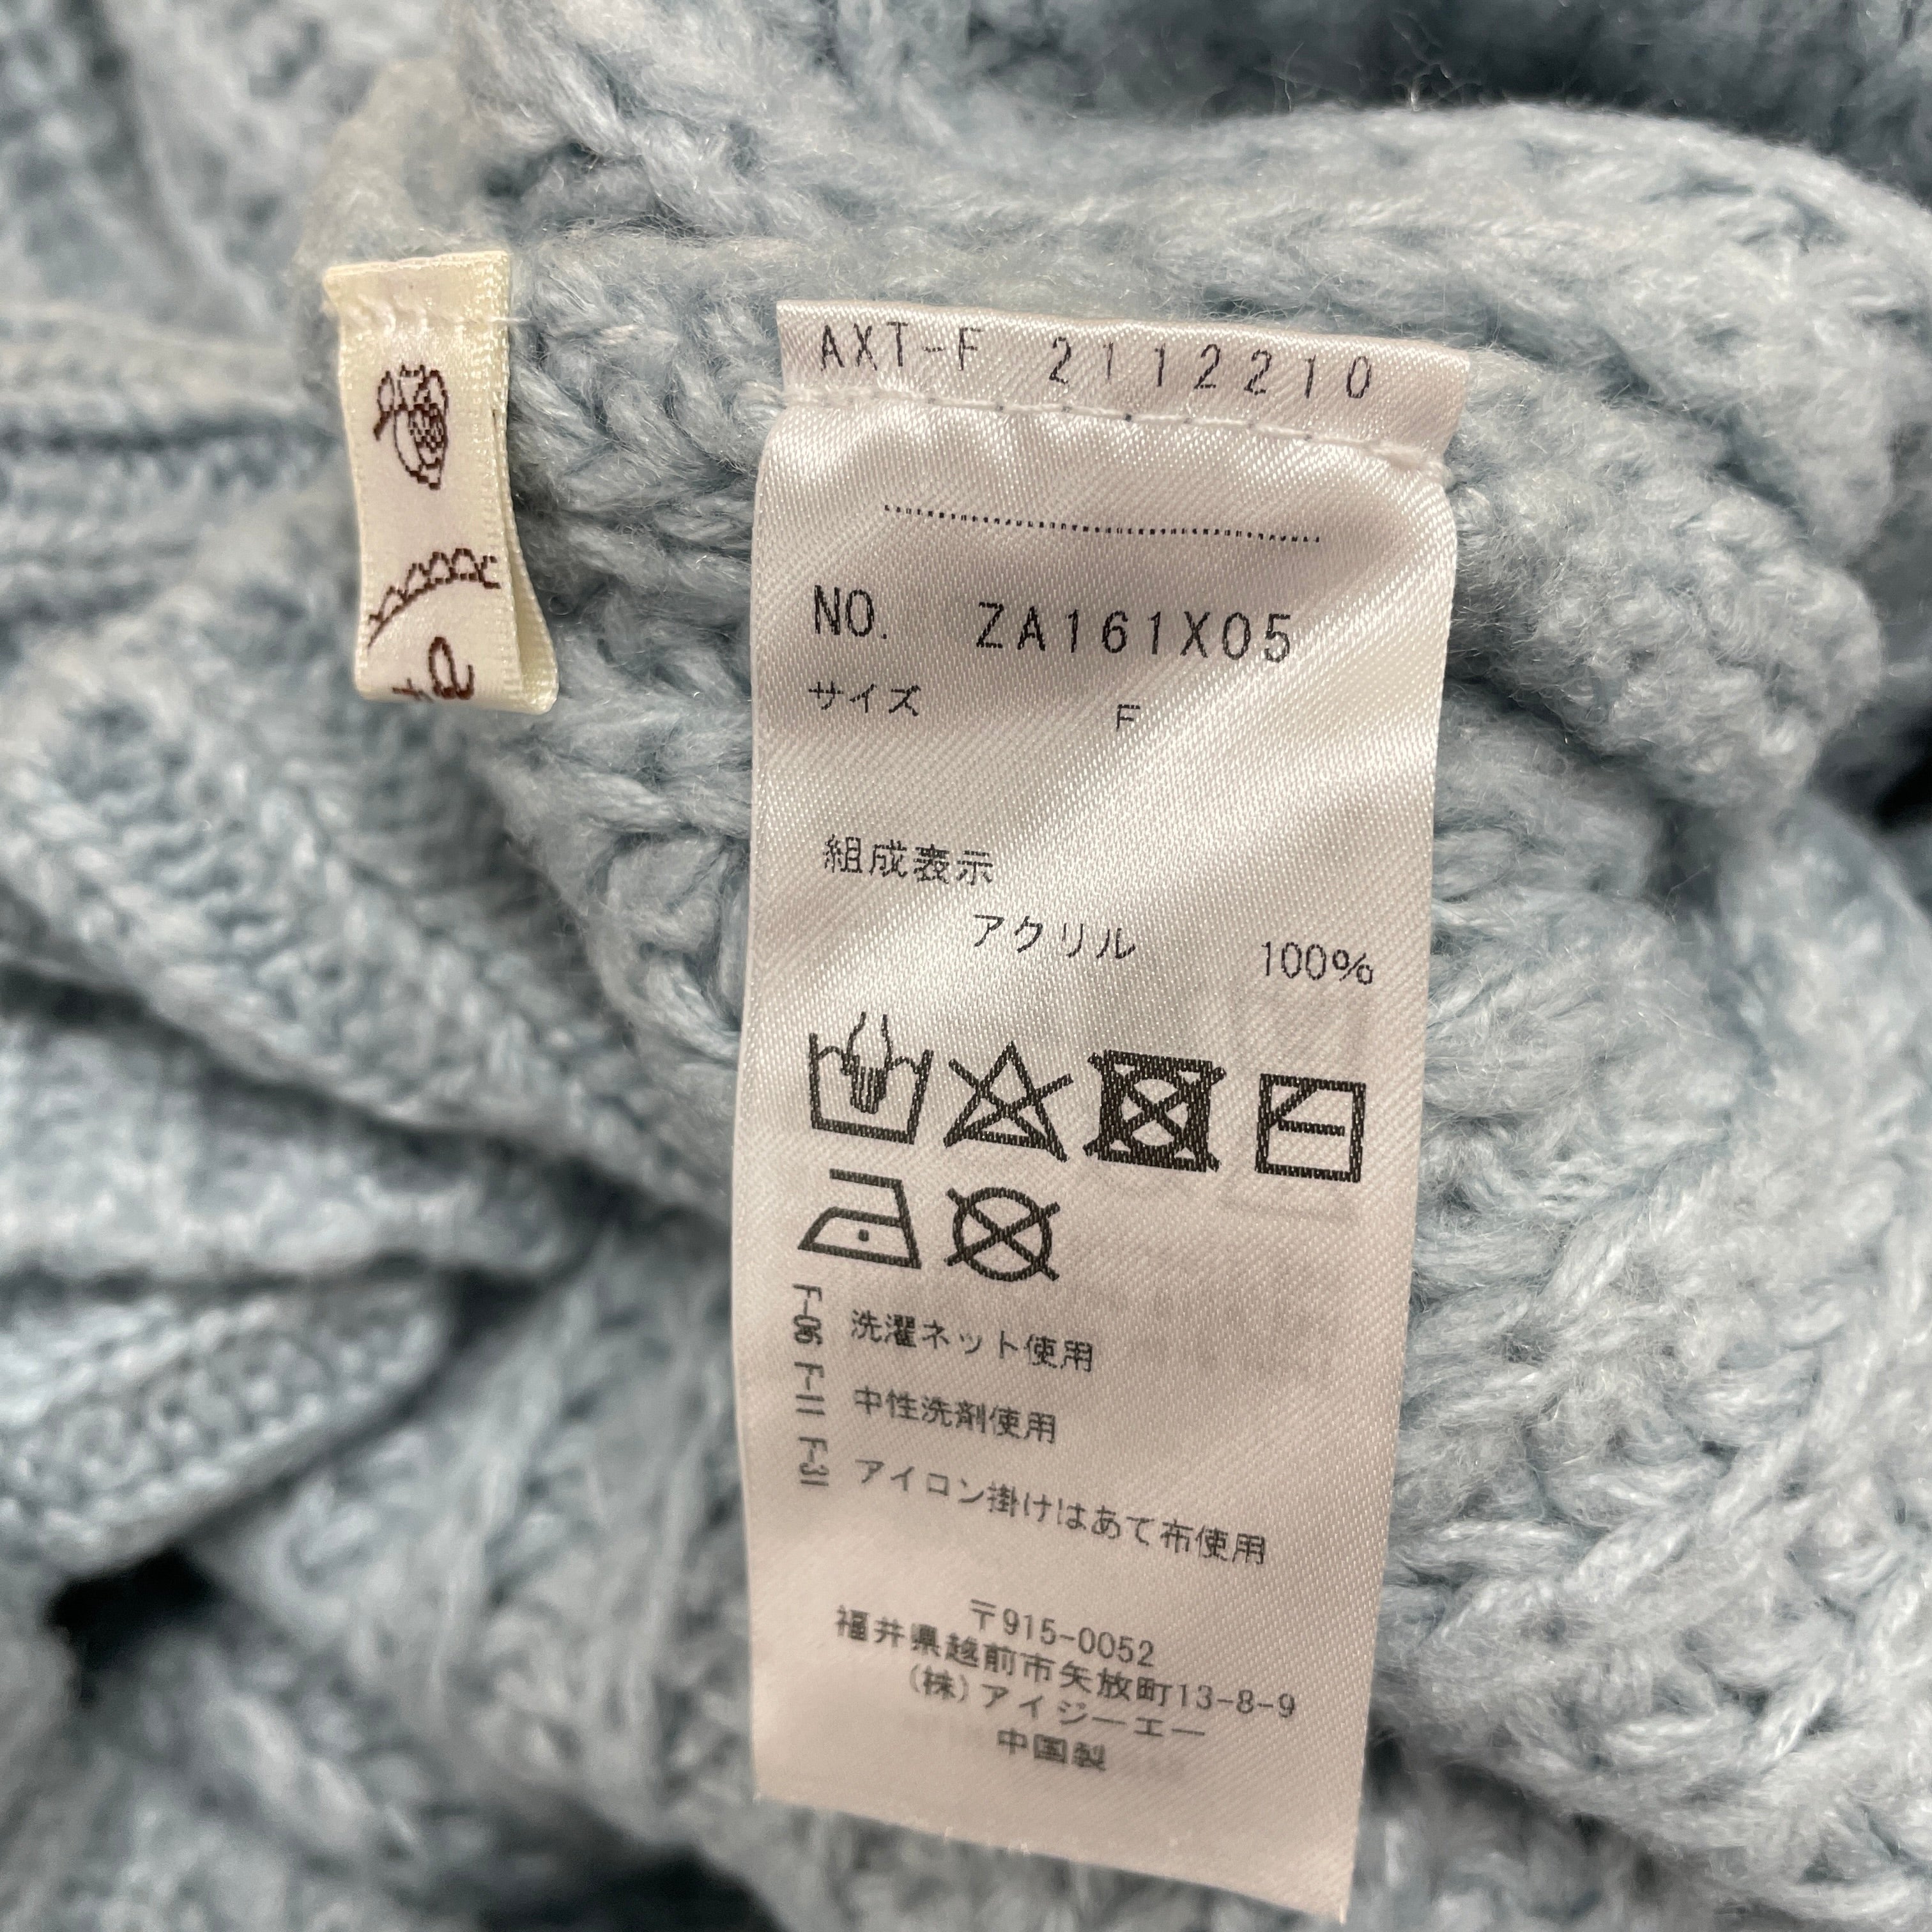 AXT-F 2112210
NO. ZA161X05
サイズ F
組成表示
アクリル 100%
F-06 洗濯ネット使用
F-11 中性洗剤使用
F-31 アイロン掛けはあて布使用
〒915-0052
福井県越前市矢放町13-8-9
(株)アイジーエー
中国製